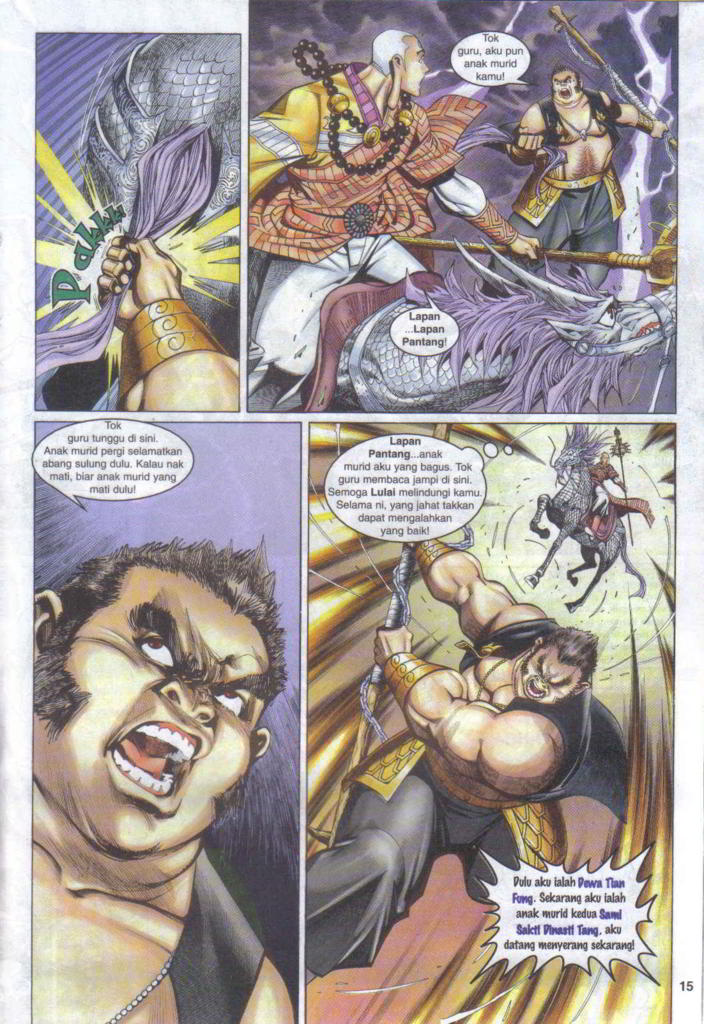 Pakkk
Tok
guru, aku pun
anak murid
kamu!
Lapan
...Lapan
Pantang!
Tok
guru tunggu di sini.
Anak murid pergi selamatkan
abang sulung dulu. Kalau nak
mati, biar anak murid yang
mati dulu!
Lapan
Pantang...anak
murid aku yang bagus. Tok
guru membaca jampi di sini.
Semoga Lulai melindungi kamu.
Selama ni, yang jahat takkan
dapat mengalahkan
yang baik!
Dulu aku ialah Dewa Tian
Fung. Sekarang aku ialah
anak murid kedua Sami
Sakti Dinasti Tang, aku
datang menyerang sekarang!
15